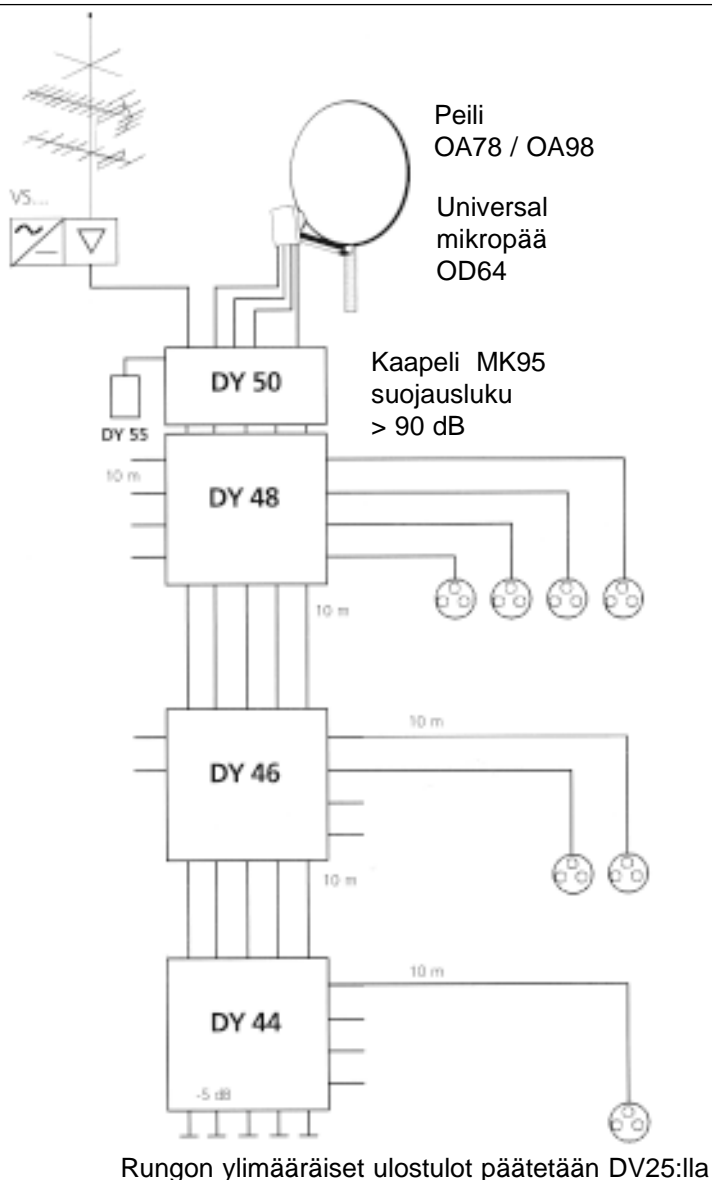 Peili
OA78 / OA98
VS...
Universal
mikropää
OD64
DY 50
Kaapeli MK95
suojausluku
> 90 dB
DY 55
10 m
DY 48
10 m
10 m
DY 46
10 m
10 m
DY 44
-5 dB
Rungon ylimääräiset ulostulot päätetään DV25:lla